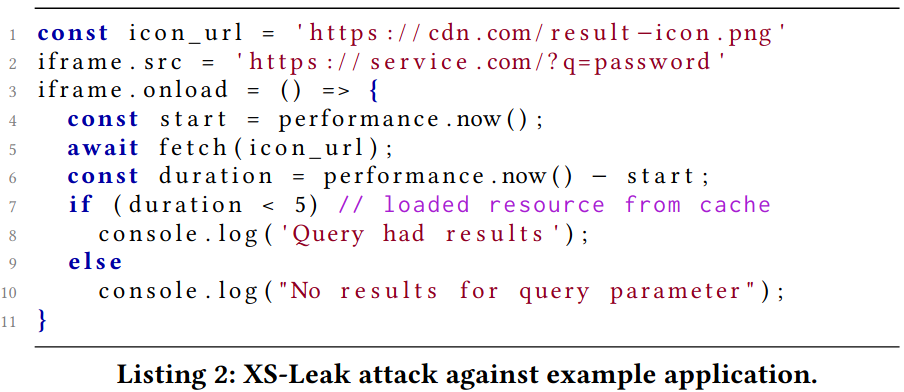 1 const icon_url = 'https://cdn.com/result-icon.png'
2 iframe.src = 'https://service.com/?q=password'
3 iframe.onload = () => {
4 const start = performance.now();
5 await fetch(icon_url);
6 const duration = performance.now() - start;
7 if (duration < 5) // loaded resource from cache
8 console.log('Query had results');
9 else
10 console.log("No results for query parameter");
11 }
Listing 2: XS-Leak attack against example application.